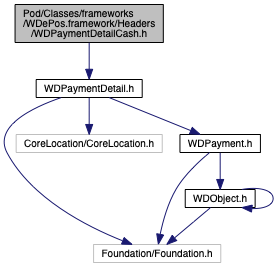 Pod/Classes/frameworks
/WDePos.framework/Headers
/WDPaymentDetailCash.h
WDPaymentDetail.h
CoreLocation/CoreLocation.h
WDPayment.h
WDObject.h
Foundation/Foundation.h